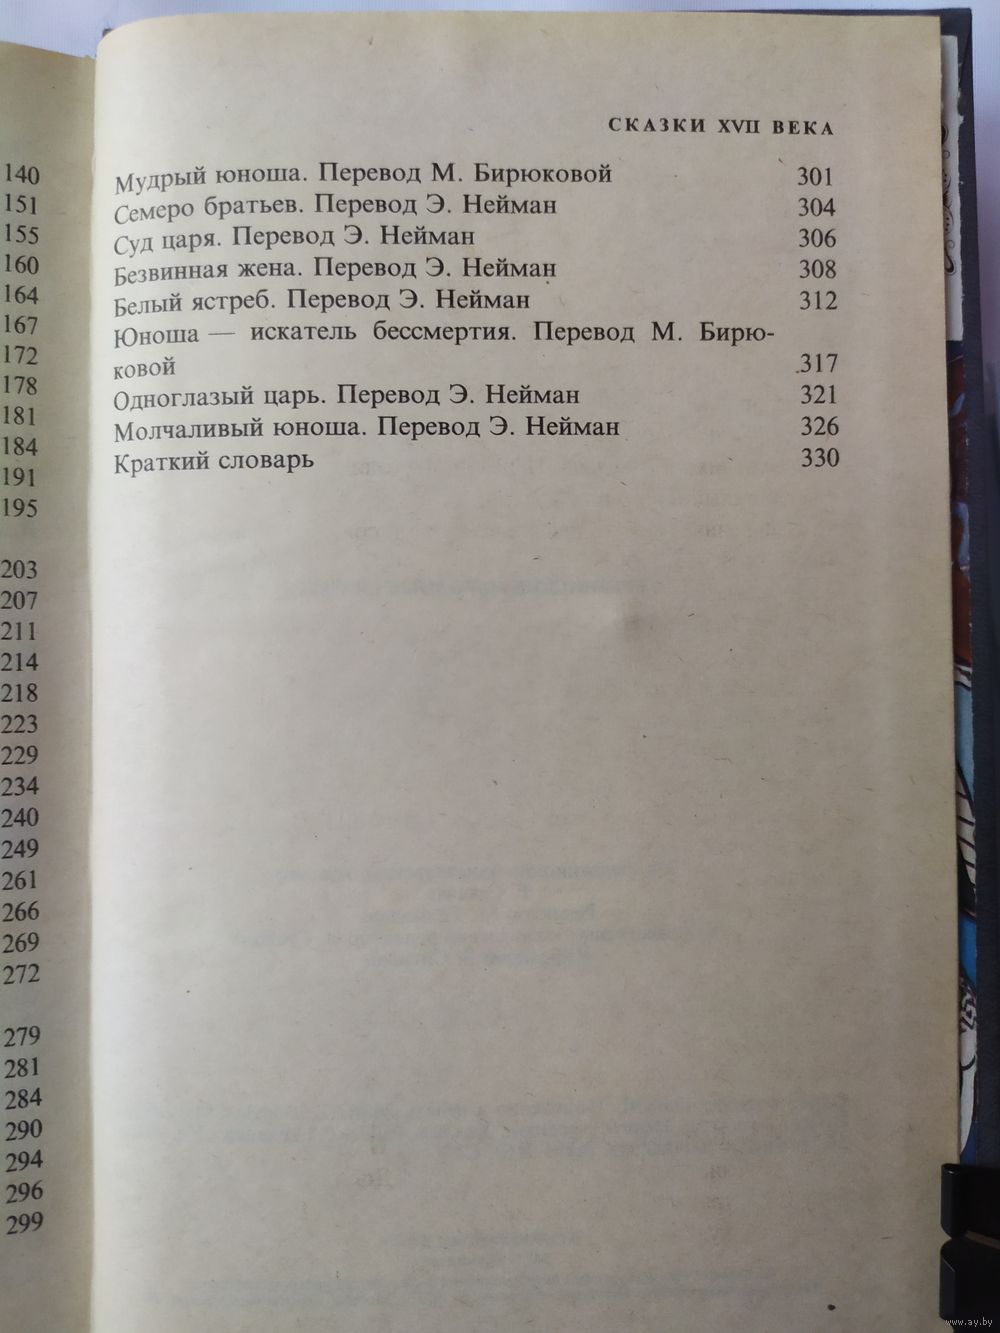 140
151
155
160
164
167
172
178
181
184
191
195
203
207
211
214
218
223
229
234
240
249
261
266
269
272
279
281
284
290
294
296
299
СКАЗКИ XVII ВЕКА
Мудрый юноша. Перевод М. Бирюковой 301
Семеро братьев. Перевод Э. Нейман 304
Суд царя. Перевод Э. Нейман 306
Безвинная жена. Перевод Э. Нейман 308
Белый ястреб. Перевод Э. Нейман 312
Юноша — искатель бессмертия. Перевод М. Бирю-
ковой 317
Одноглазый царь. Перевод Э. Нейман 321
Молчаливый юноша. Перевод Э. Нейман 326
Краткий словарь 330
www.ay.by